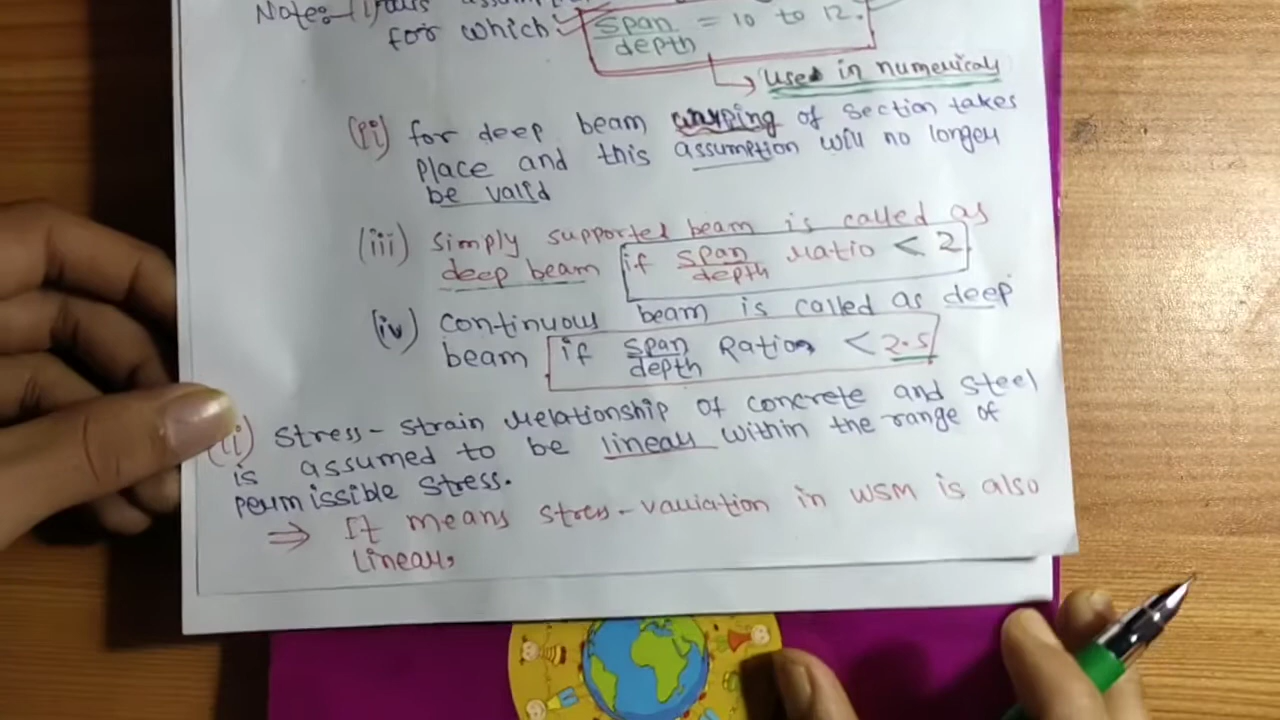 Note:- (i) this
for which span/depth = 10 to 12.
→ Used in numericals
(ii) for deep beam warping of section takes
place and this assumption will no longer
be valid
(iii) simply supported beam is called as
deep beam if span/depth ratio < 2
(iv) continuous beam is called as deep
beam if span/depth Ratio < 2.5
(ii) stress-strain relationship of concrete and steel
is assumed to be linear within the range of
permissible stress.
⇒ It means stress-variation in WSM is also
linear.